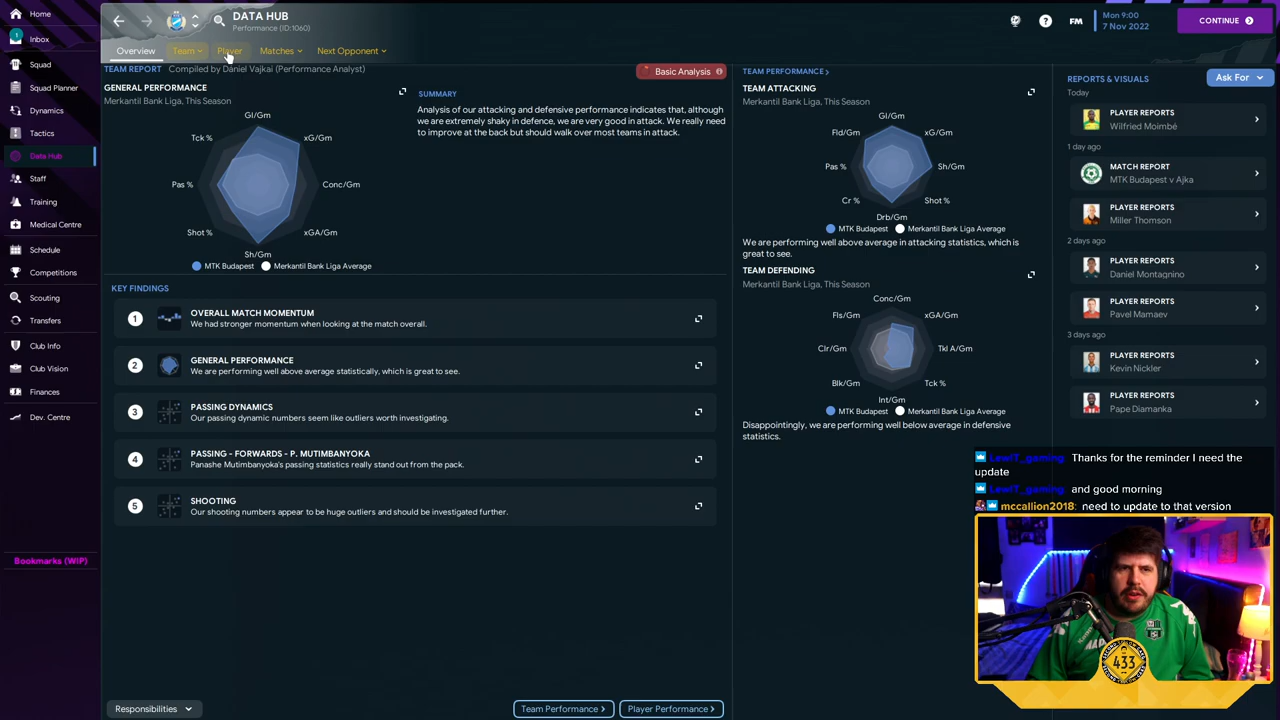 Home
Inbox
1
Squad
Squad Planner
Dynamics
Tactics
Data Hub
Staff
Training
Medical Centre
Schedule
Competitions
Scouting
Transfers
Club Info
Club Vision
Finances
Dev. Centre
Bookmarks (WIP)
DATA HUB
Performance (ID:1060)
FM
Mon 9:00
7 Nov 2022
CONTINUE
Overview
Team
Player
Matches
Next Opponent
TEAM REPORT Compiled by Daniel Vajkai (Performance Analyst)
Basic Analysis
GENERAL PERFORMANCE
Merkantil Bank Liga, This Season
Gl/Gm
xG/Gm
Conc/Gm
xGA/Gm
Sh/Gm
Shot %
Pas %
Tck %
MTK Budapest
Merkantil Bank Liga Average
SUMMARY
Analysis of our attacking and defensive performance indicates that, although
we are extremely shaky in defence, we are very good in attack. We really need
to improve at the back but should walk over most teams in attack.
KEY FINDINGS
1
OVERALL MATCH MOMENTUM
We had stronger momentum when looking at the match overall.
2
GENERAL PERFORMANCE
We are performing well above average statistically, which is great to see.
3
PASSING DYNAMICS
Our passing dynamic numbers seem like outliers worth investigating.
4
PASSING - FORWARDS - P. MUTIMBANYOKA
Panashe Mutimbanyoka's passing statistics really stand out from the pack.
5
SHOOTING
Our shooting numbers appear to be huge outliers and should be investigated further.
Responsibilities
Team Performance
Player Performance
TEAM PERFORMANCE
TEAM ATTACKING
Merkantil Bank Liga, This Season
Gl/Gm
xG/Gm
Sh/Gm
Shot %
Drb/Gm
Cr %
Pas %
Fld/Gm
MTK Budapest
Merkantil Bank Liga Average
We are performing well above average in attacking statistics, which is
great to see.
TEAM DEFENDING
Merkantil Bank Liga, This Season
Conc/Gm
xGA/Gm
Tkl A/Gm
Tck %
Int/Gm
Blk/Gm
Clr/Gm
Fls/Gm
MTK Budapest
Merkantil Bank Liga Average
Disappointingly, we are performing well below average in defensive
statistics.
REPORTS & VISUALS
Ask For
Today
PLAYER REPORTS
Wilfried Moimbé
1 day ago
MATCH REPORT
MTK Budapest v Ajka
PLAYER REPORTS
Miller Thomson
2 days ago
PLAYER REPORTS
Daniel Montagnino
PLAYER REPORTS
Pavel Mamaev
3 days ago
PLAYER REPORTS
Kevin Nickler
PLAYER REPORTS
Pape Diamanka
LewIT_gaming: Thanks for the reminder I need the
update
LewIT_gaming: and good morning
mccallion2018: need to update to that version
433